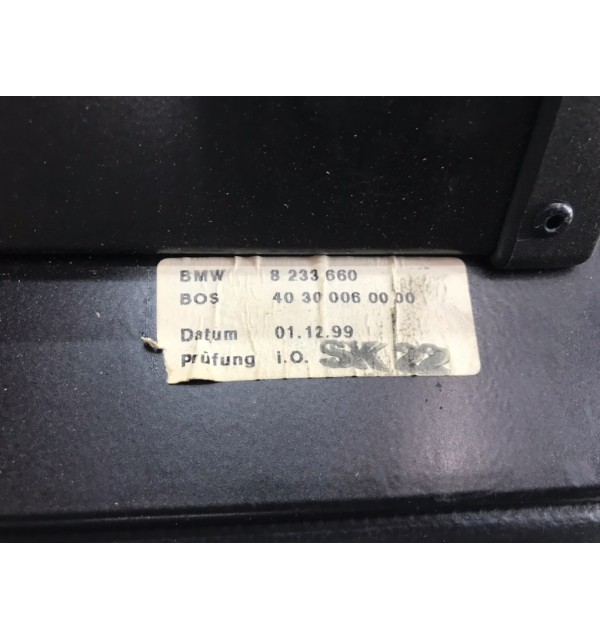 BMW 8 233 660
BOS 40 30 006 00 00
Datum 01.12.99
Prüfung i.O. SK 22